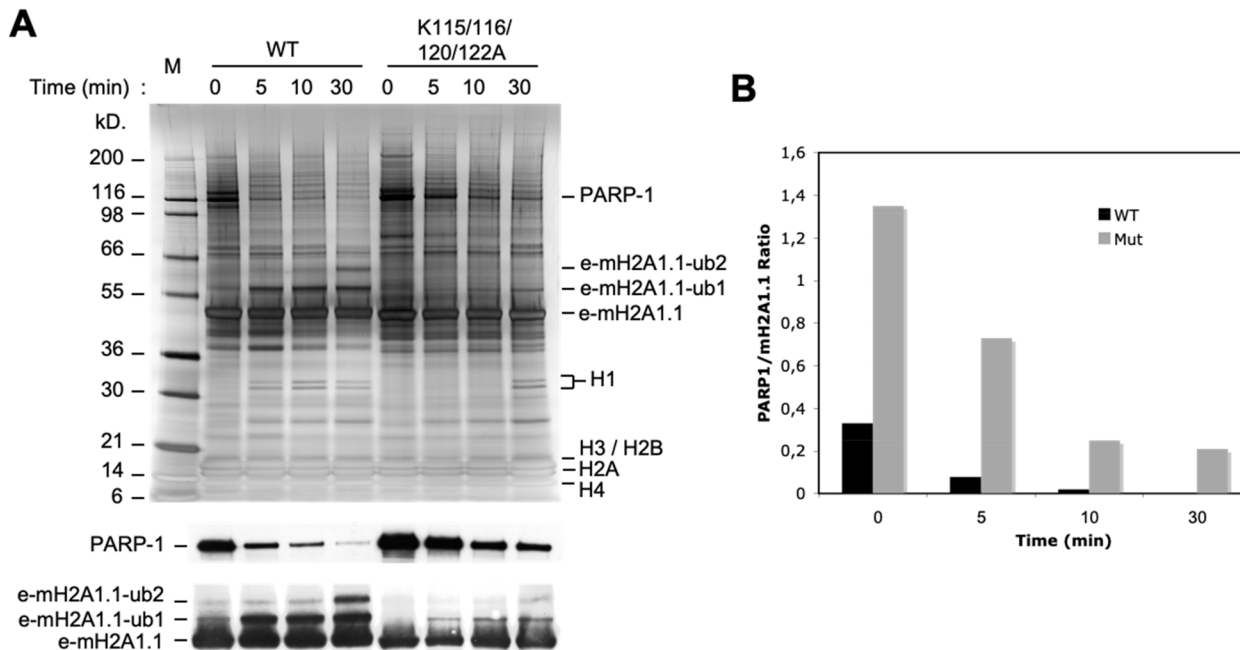 A
WT
K115/116/
120/122A
M
Time (min) : 0 5 10 30 0 5 10 30
kD.
200
116
98
66
55
36
30
21
14
6
PARP-1
e-mH2A1.1-ub2
e-mH2A1.1-ub1
e-mH2A1.1
H1
H3 / H2B
H2A
H4
PARP-1
e-mH2A1.1-ub2
e-mH2A1.1-ub1
e-mH2A1.1
B
PARP1/mH2A1.1 Ratio
1,6
1,4
1,2
1
0,8
0,6
0,4
0,2
0
WT
Mut
0 5 10 30
Time (min)